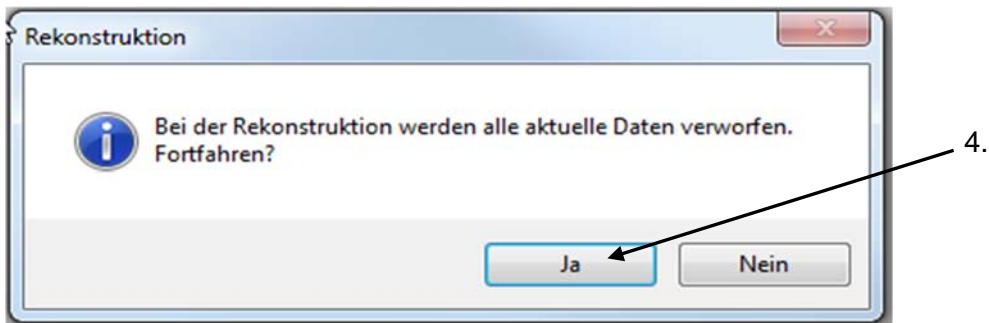 Rekonstruktion
Bei der Rekonstruktion werden alle aktuelle Daten verworfen.
Fortfahren?
4.
Ja
Nein